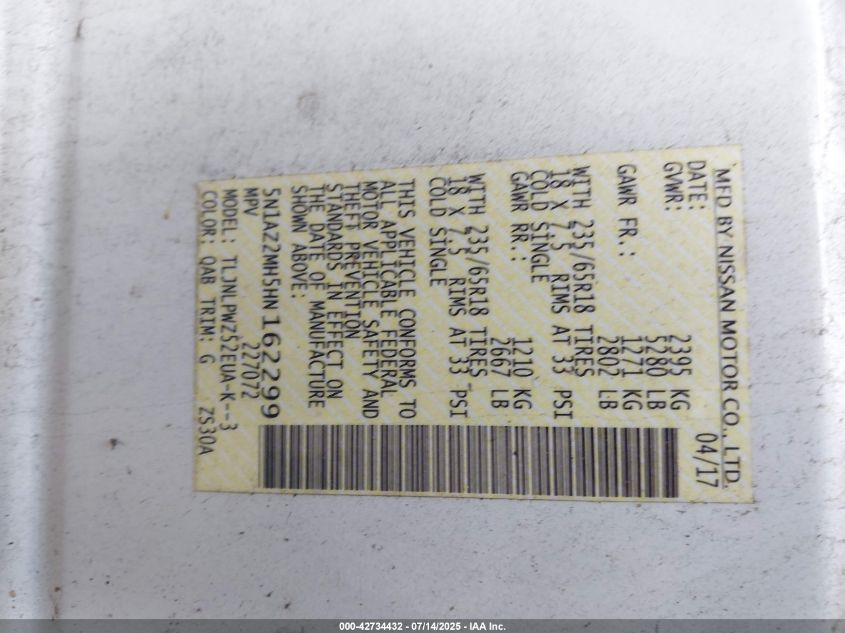 MFD BY NISSAN MOTOR CO., LTD.
DATE: 04/17
GVWR: 2395 KG
5280 LB
GAWR FR.: 1271 KG
2802 LB
WITH 235/65R18 TIRES
18 X 7.5 RIMS AT 33 PSI
COLD SINGLE
GAWR RR.: 1210 KG
2667 LB
WITH 235/65R18 TIRES
18 X 7.5 RIMS AT 33 PSI
COLD SINGLE
THIS VEHICLE CONFORMS TO
ALL APPLICABLE FEDERAL
MOTOR VEHICLE SAFETY AND
THEFT PREVENTION
STANDARDS IN EFFECT ON
THE DATE OF MANUFACTURE
SHOWN ABOVE:
5N1AZ2MH5HN162299
MPV 227072
MODEL: TLJNLPWZ52EUA-K--3
COLOR: QAB TRIM: G ZS30A
000-42734432 - 07/14/2025 - IAA Inc.